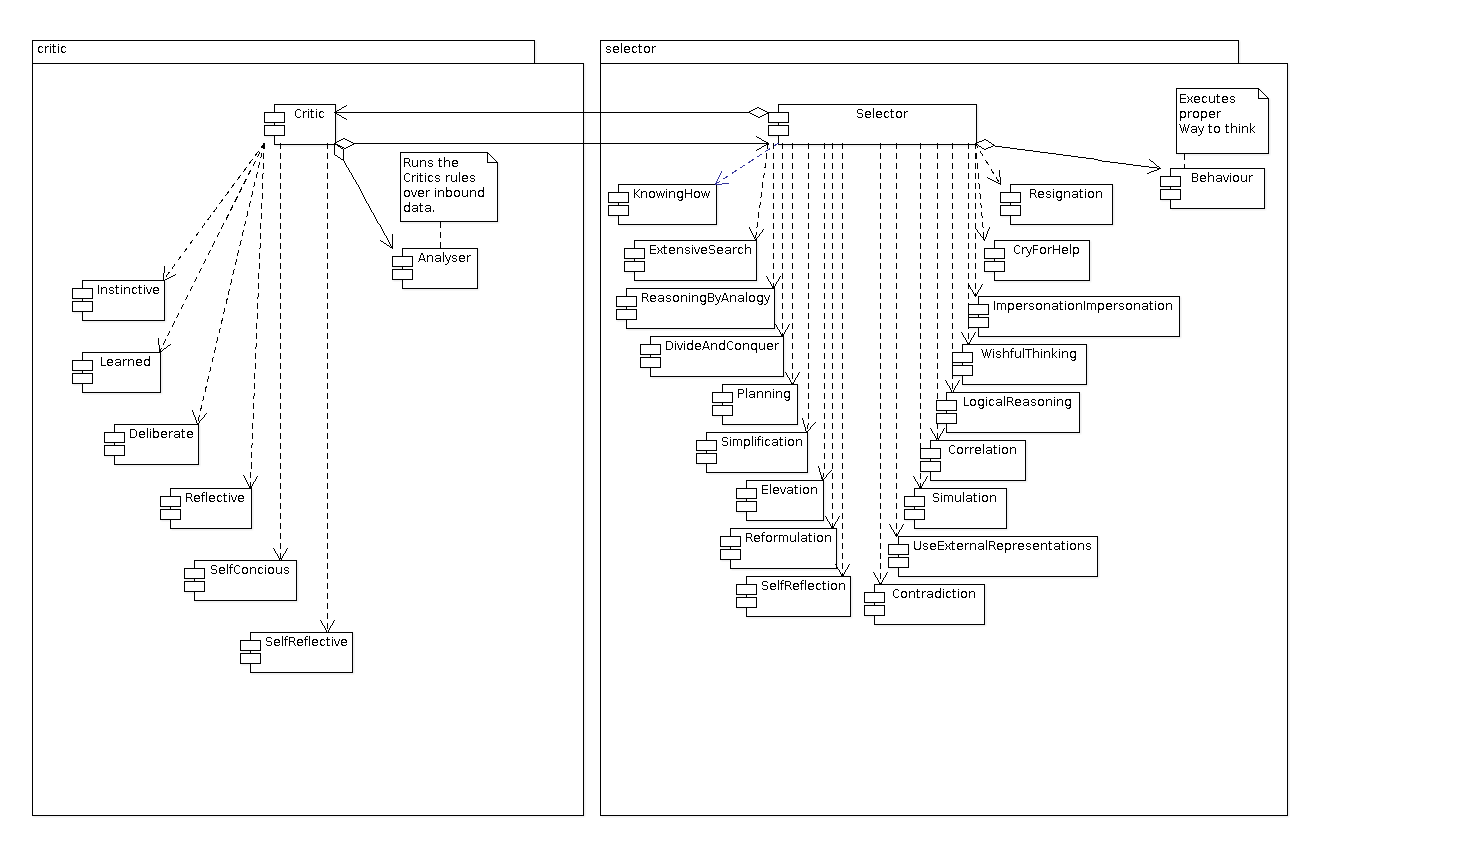 critic
Critic
Runs the
Critics rules
over inbound
data.
Analyser
Instinctive
Learned
Deliberate
Reflective
SelfConcious
SelfReflective
selector
Selector
Executes
proper
Way to think
Behaviour
KnowingHow
ExtensiveSearch
ReasoningByAnalogy
DivideAndConquer
Planning
Simplification
Elevation
Reformulation
SelfReflection
Resignation
CryForHelp
ImpersonationImpersonation
WishfulThinking
LogicalReasoning
Correlation
Simulation
UseExternalRepresentations
Contradiction